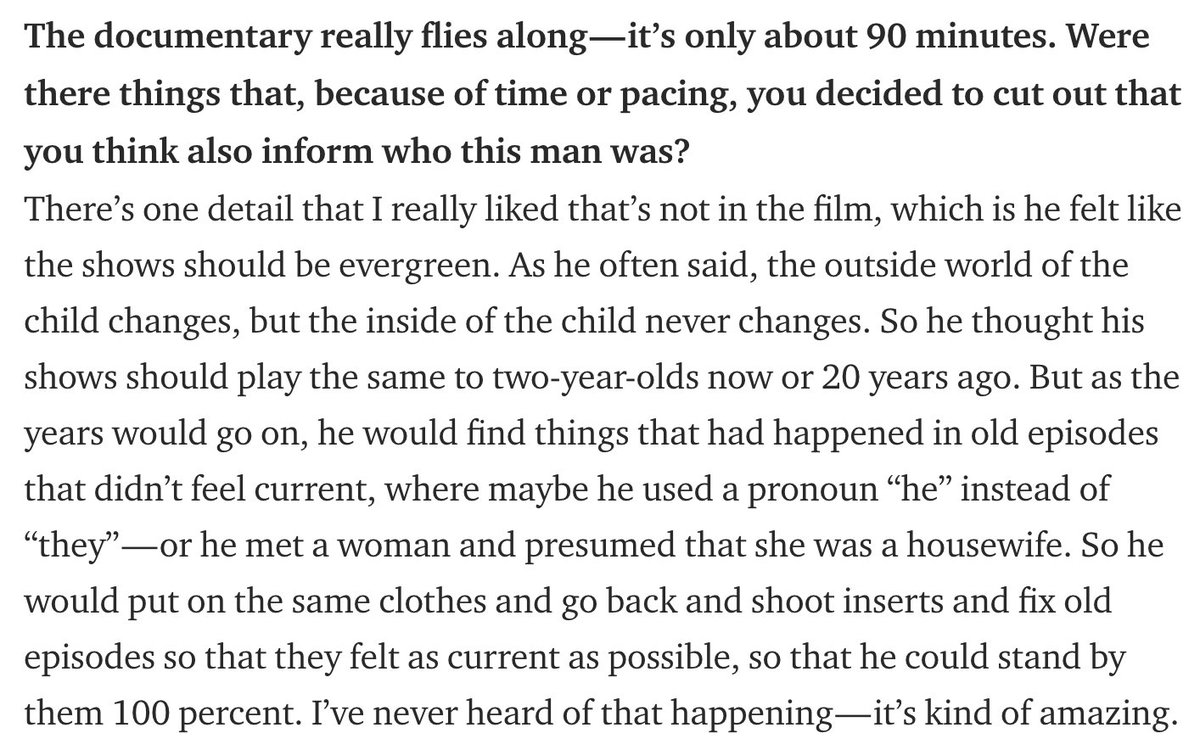 The documentary really flies along—it’s only about 90 minutes. Were
there things that, because of time or pacing, you decided to cut out that
you think also inform who this man was?
There’s one detail that I really liked that’s not in the film, which is he felt like
the shows should be evergreen. As he often said, the outside world of the
child changes, but the inside of the child never changes. So he thought his
shows should play the same to two-year-olds now or 20 years ago. But as the
years would go on, he would find things that had happened in old episodes
that didn’t feel current, where maybe he used a pronoun “he” instead of
“they”—or he met a woman and presumed that she was a housewife. So he
would put on the same clothes and go back and shoot inserts and fix old
episodes so that they felt as current as possible, so that he could stand by
them 100 percent. I’ve never heard of that happening—it’s kind of amazing.